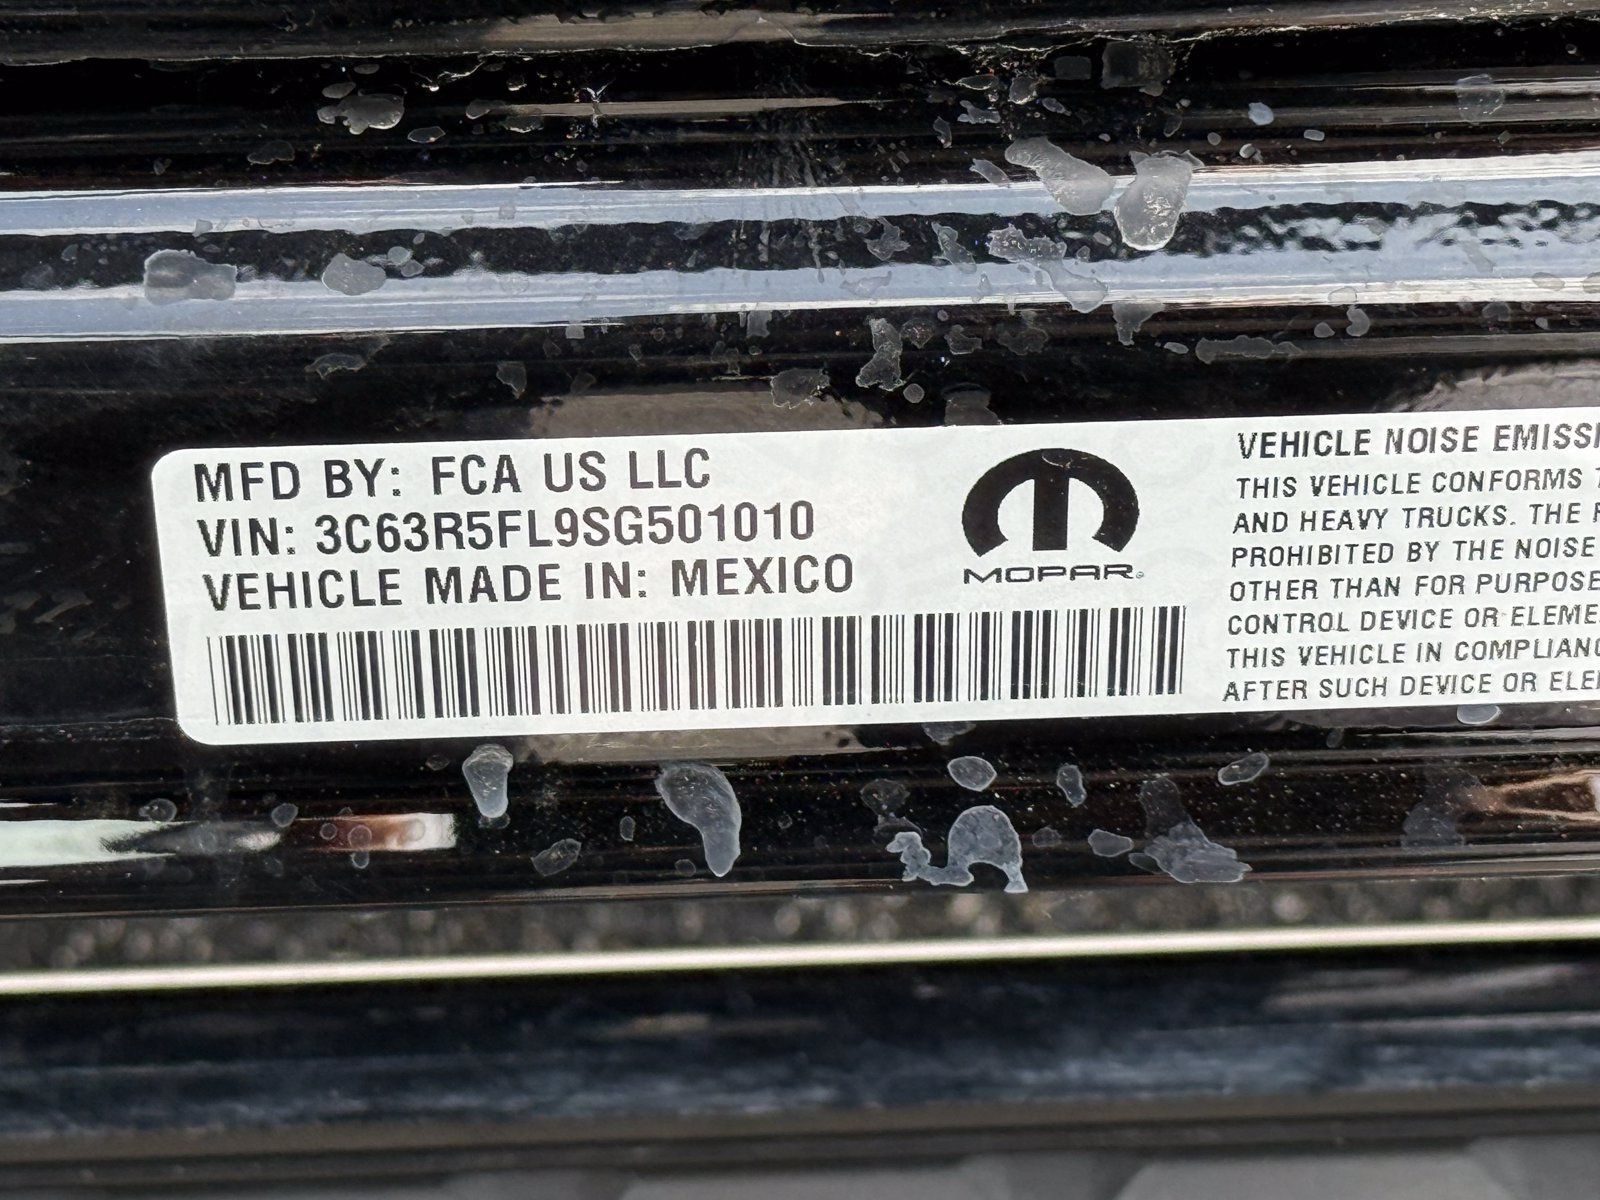 MFD BY: FCA US LLC
VIN: 3C63R5FL9SG501010
VEHICLE MADE IN: MEXICO
MOPAR®
VEHICLE NOISE EMISSI
THIS VEHICLE CONFORMS T
AND HEAVY TRUCKS. THE F
PROHIBITED BY THE NOISE
OTHER THAN FOR PURPOSE
CONTROL DEVICE OR ELEME
THIS VEHICLE IN COMPLIANC
AFTER SUCH DEVICE OR ELE